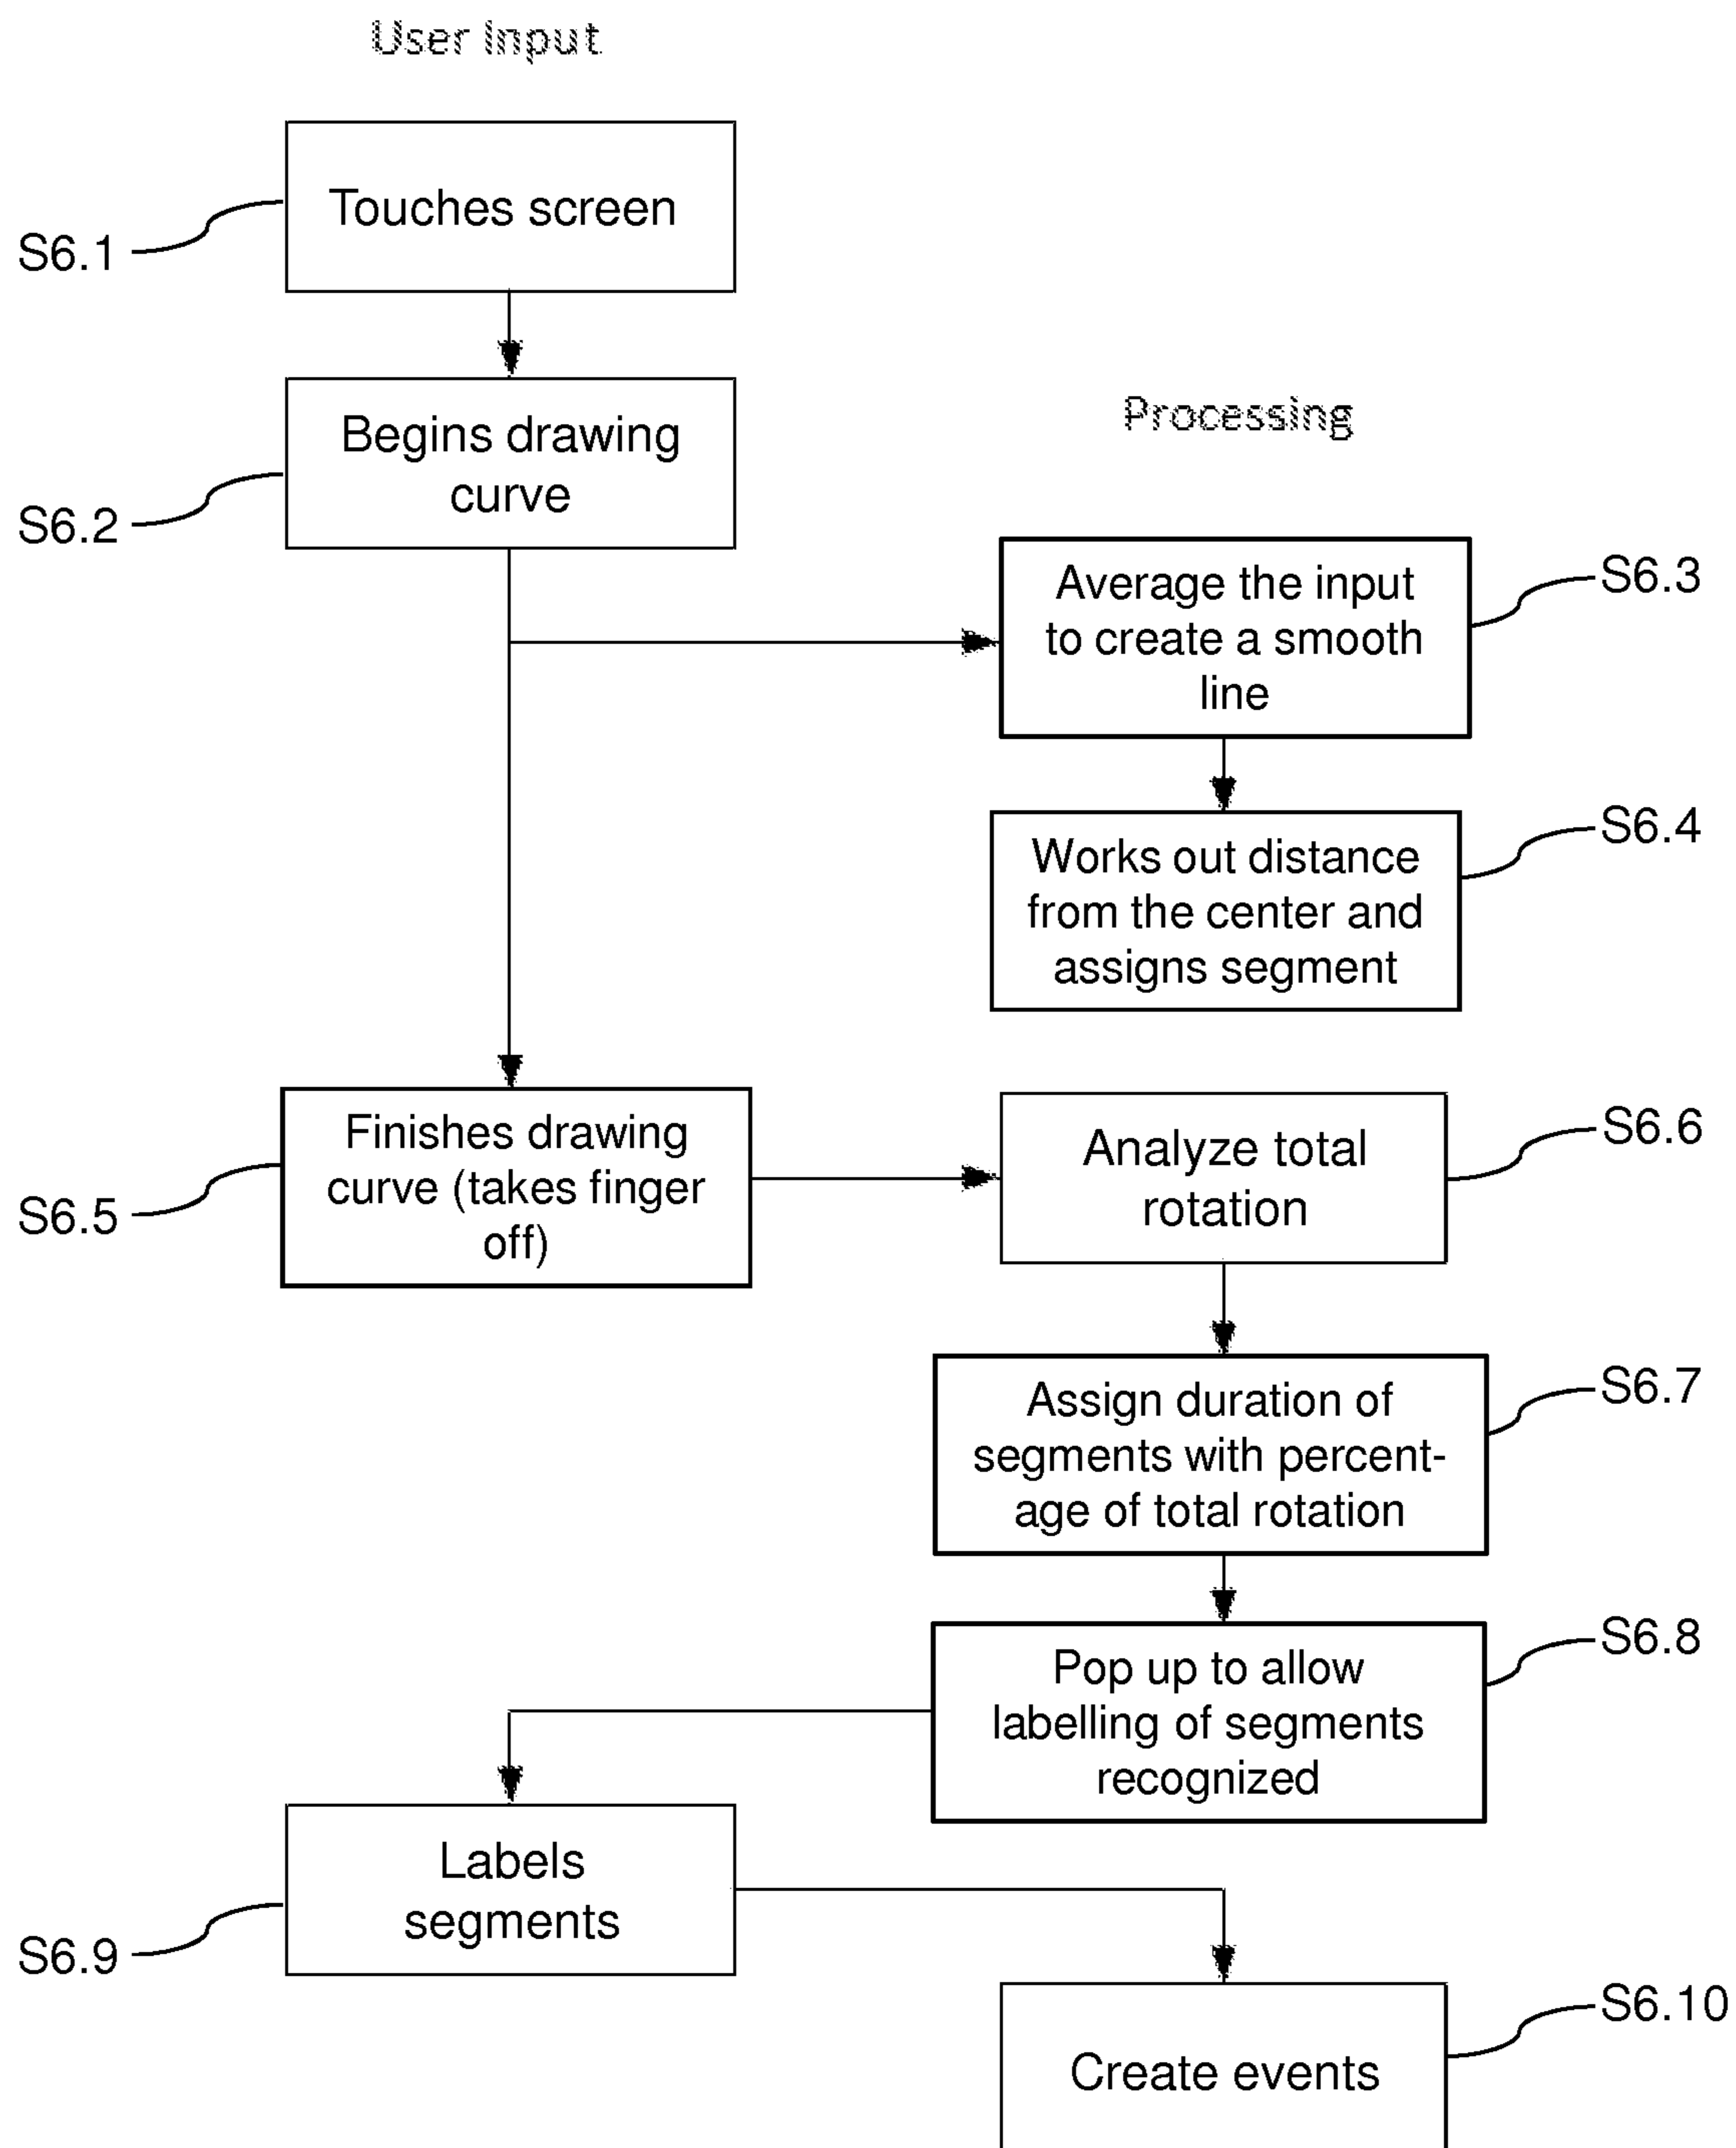 User Input
Touches screen
S6.1
Begins drawing
curve
S6.2
Processing
Average the input
to create a smooth
line
S6.3
Works out distance
from the center and
assigns segment
S6.4
Finishes drawing
curve (takes finger
off)
S6.5
Analyze total
rotation
S6.6
Assign duration of
segments with percent-
age of total rotation
S6.7
Pop up to allow
labelling of segments
recognized
S6.8
Labels
segments
S6.9
Create events
S6.10